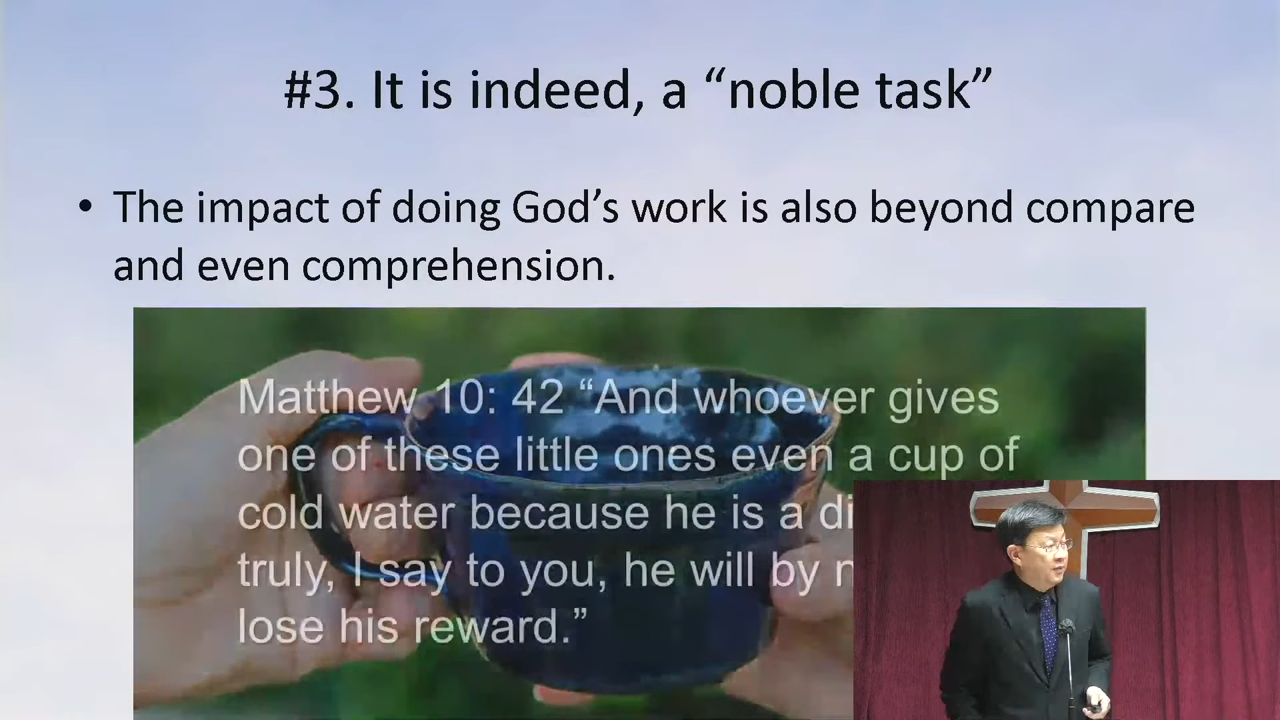 #3. It is indeed, a “noble task”
• The impact of doing God’s work is also beyond compare
and even comprehension.
Matthew 10: 42 “And whoever gives
one of these little ones even a cup of
cold water because he is a
truly, I say to you, he will by
lose his reward.”